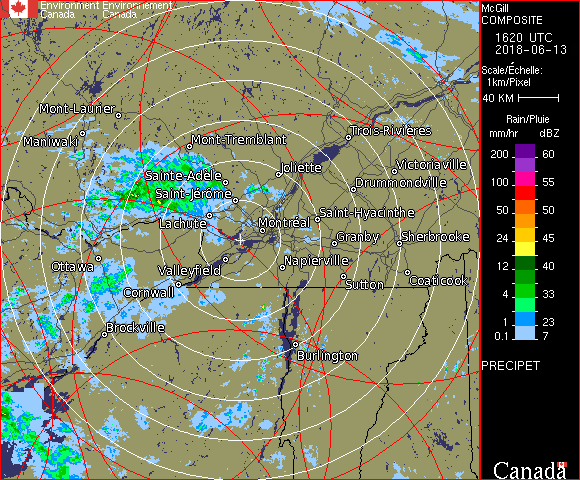 Environment Environnement
Canada Canada
McGill
COMPOSITE
1620 UTC
2018-06-13
Scale/Échelle:
1km/Pixel
40 KM
Rain/Pluie
mm/hr dBZ
200 60
100 55
50 50
24 45
12 40
4 33
1 23
0.1 7
PRECIPET
Canada
Mont-Laurier
Maniwaki
Mont-Tremblant
Trois-Rivières
Sainte-Adèle
Joliette
Victoriaville
Saint-Jérôme
Drummondville
Lachute
Montréal
Saint-Hyacinthe
Granby
Sherbrooke
Ottawa
Valleyfield
Napierville
Cornwall
Sutton
Coaticook
Brockville
Burlington